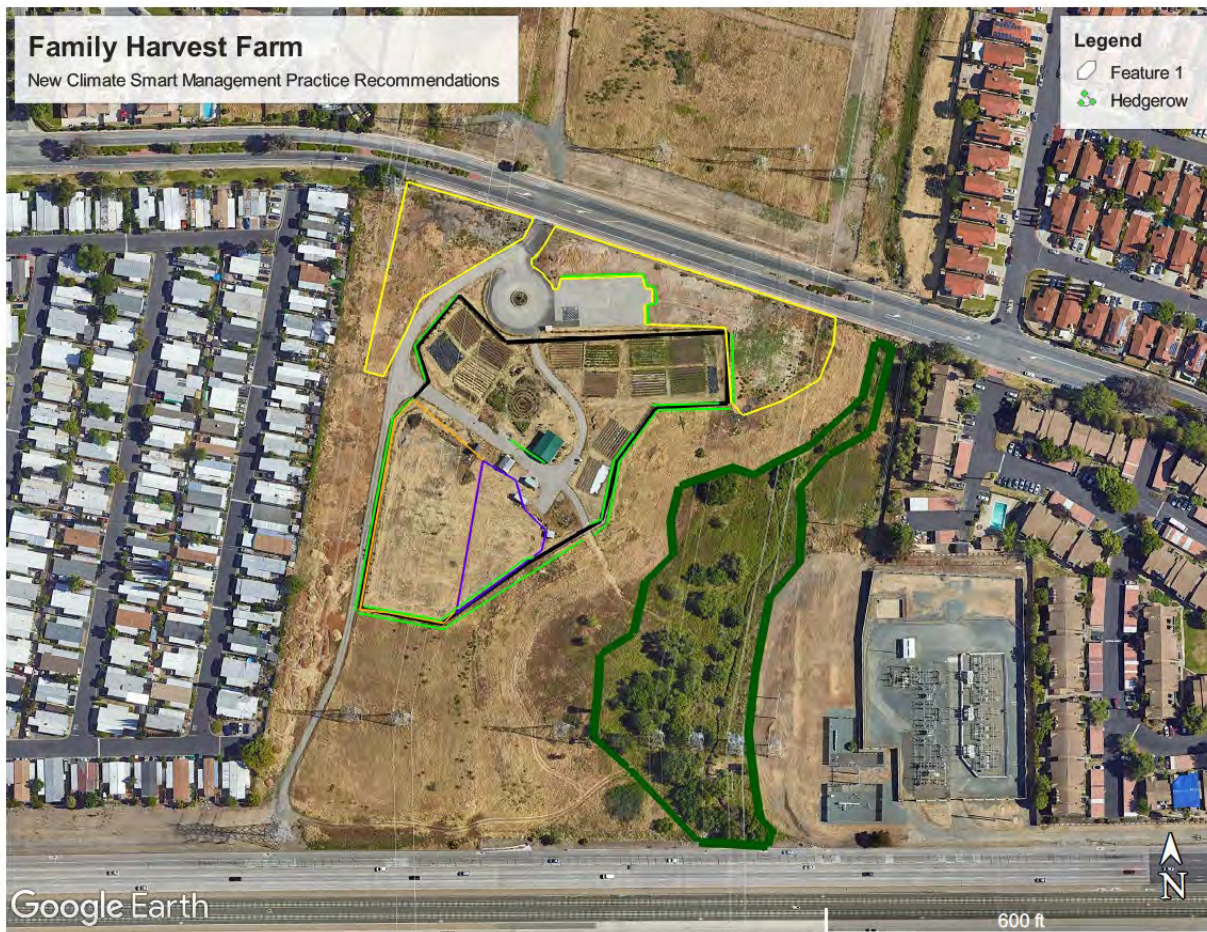 Family Harvest Farm
New Climate Smart Management Practice Recommendations
Legend
Feature 1
Hedgerow
N
Google Earth
600 ft